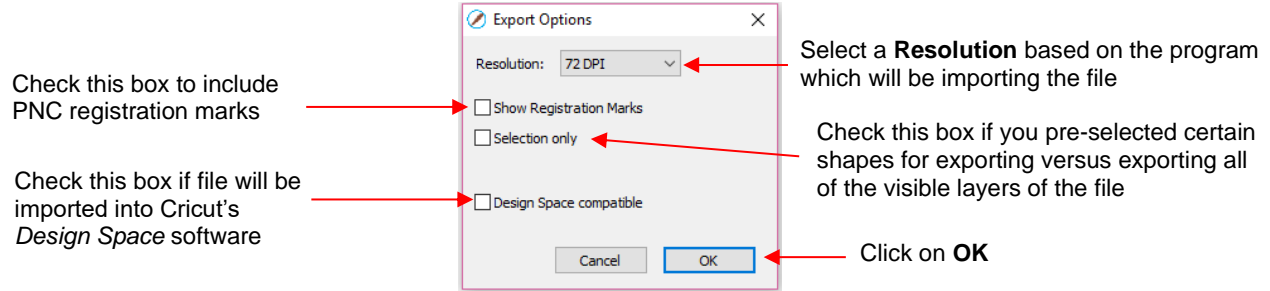 Export Options
Resolution: 72 DPI
Select a Resolution based on the program
which will be importing the file
Check this box to include
PNC registration marks
Show Registration Marks
Selection only
Check this box if you pre-selected certain
shapes for exporting versus exporting all
of the visible layers of the file
Check this box if file will be
imported into Cricut's
Design Space software
Design Space compatible
Cancel
OK
Click on OK